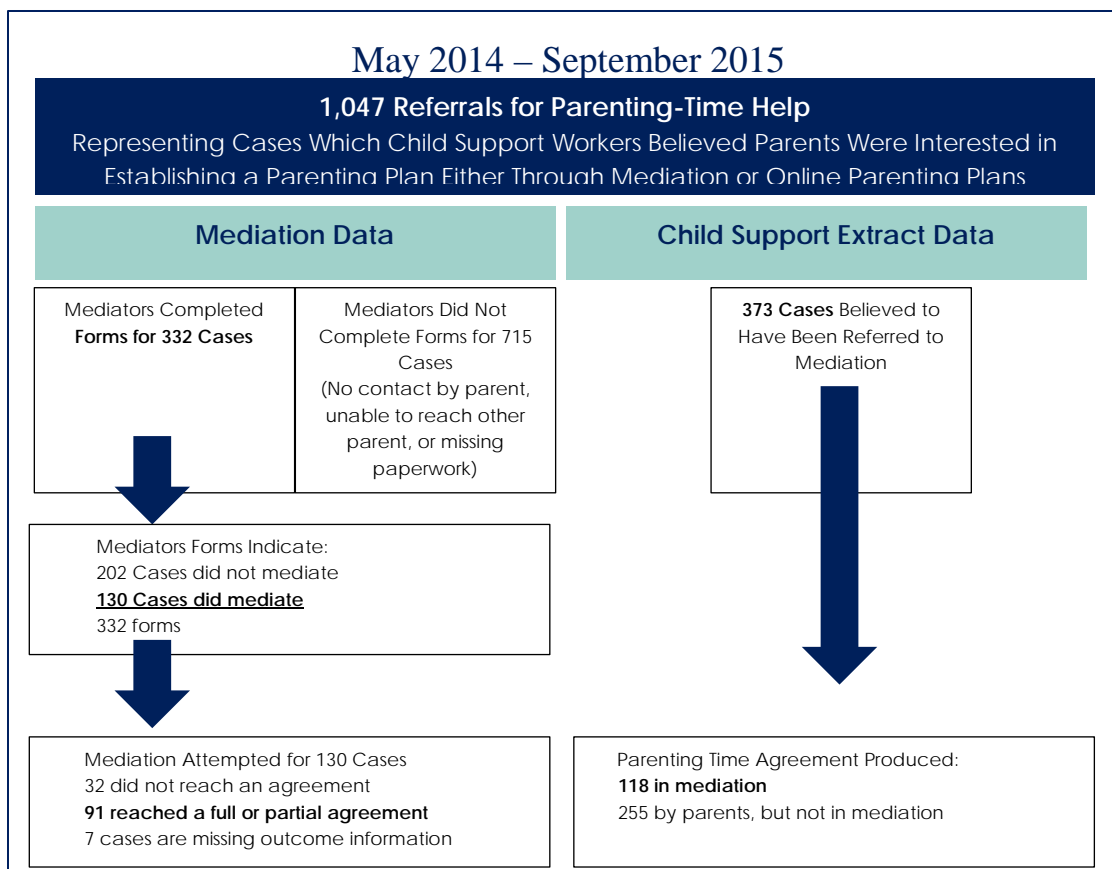 May 2014 – September 2015
1,047 Referrals for Parenting-Time Help
Representing Cases Which Child Support Workers Believed Parents Were Interested in
Establishing a Parenting Plan Either Through Mediation or Online Parenting Plans
Mediation Data
Child Support Extract Data
Mediators Completed
Forms for 332 Cases
Mediators Did Not
Complete Forms for 715
Cases
(No contact by parent,
unable to reach other
parent, or missing
paperwork)
373 Cases Believed to
Have Been Referred to
Mediation
Mediators Forms Indicate:
202 Cases did not mediate
130 Cases did mediate
332 forms
Mediation Attempted for 130 Cases
32 did not reach an agreement
91 reached a full or partial agreement
7 cases are missing outcome information
Parenting Time Agreement Produced:
118 in mediation
255 by parents, but not in mediation